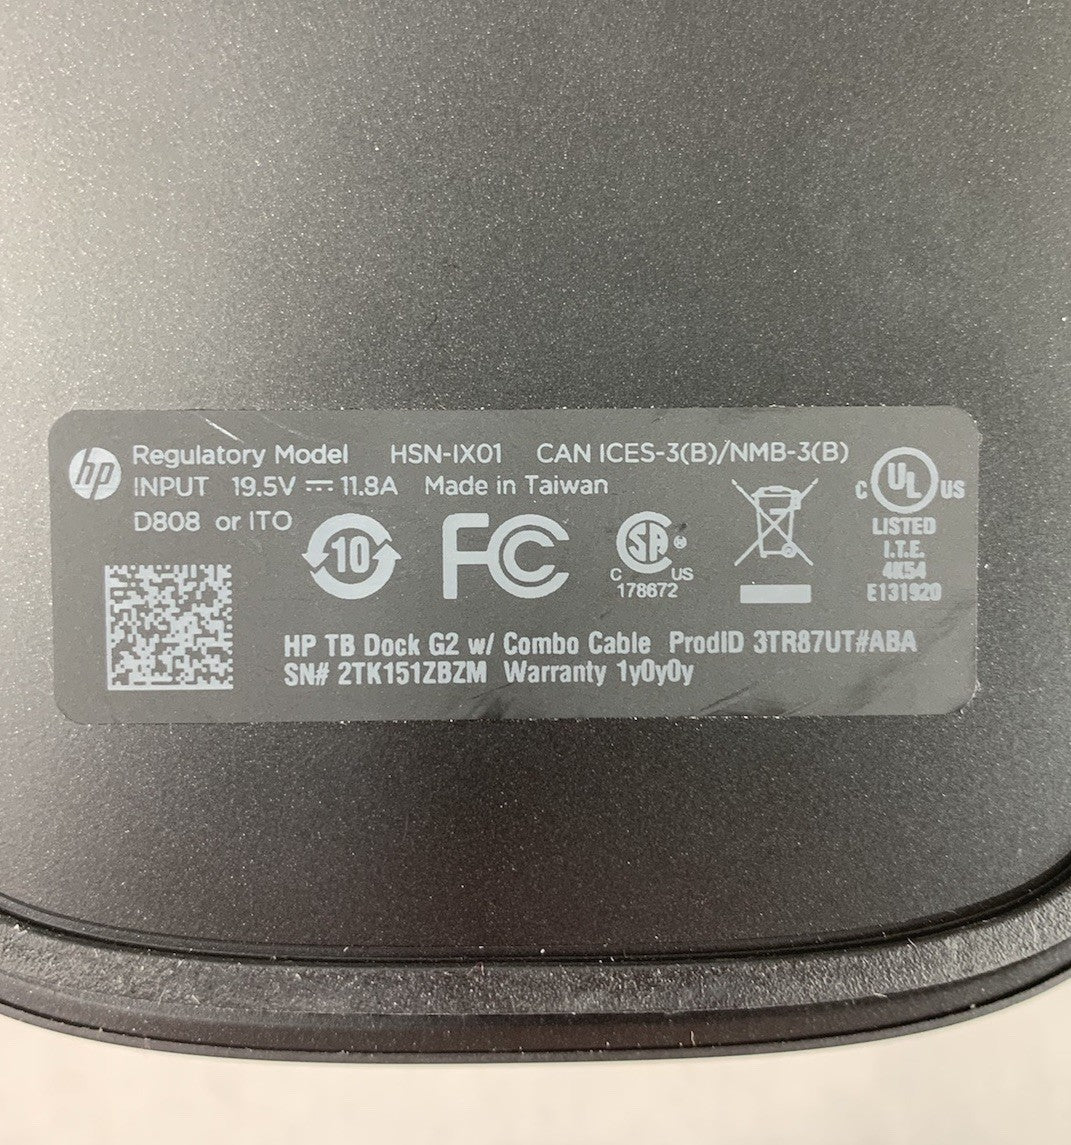 hp Regulatory Model HSN-IX01 CAN ICES-3(B)/NMB-3(B)
INPUT 19.5V ⎓ 11.8A Made in Taiwan
D808 or ITO
10
FC
SA
C US
178672
C UL US
LISTED
I.T.E.
4K54
E131920
HP TB Dock G2 w/ Combo Cable ProdID 3TR87UT#ABA
SN# 2TK151ZBZM Warranty 1y0y0y